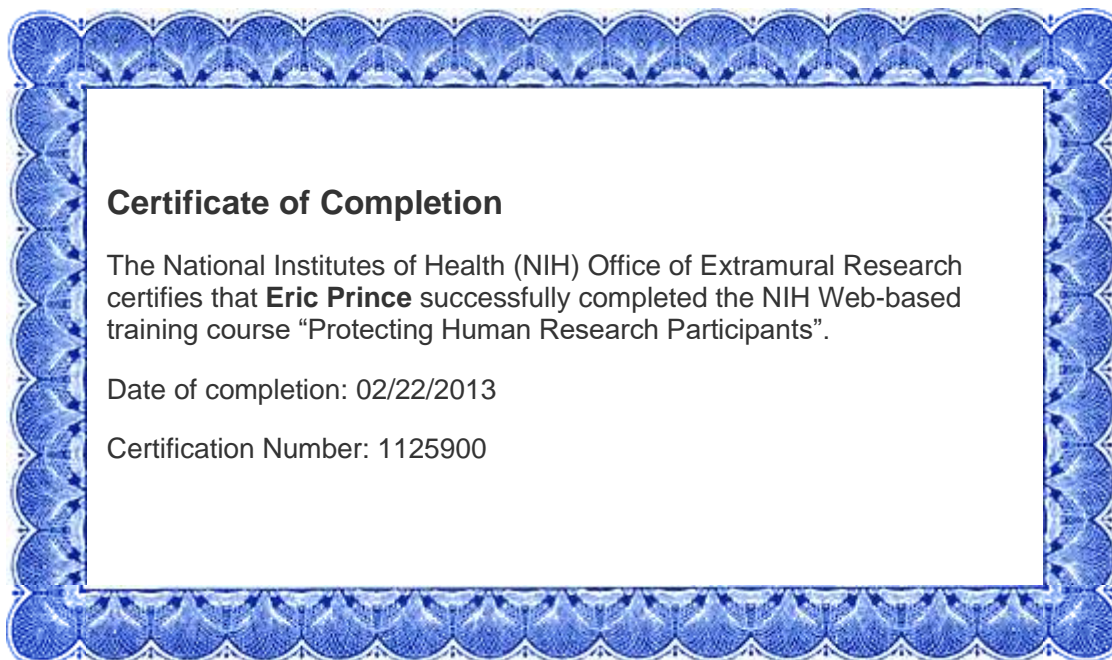 Certificate of Completion
The National Institutes of Health (NIH) Office of Extramural Research
certifies that Eric Prince successfully completed the NIH Web-based
training course “Protecting Human Research Participants”.
Date of completion: 02/22/2013
Certification Number: 1125900